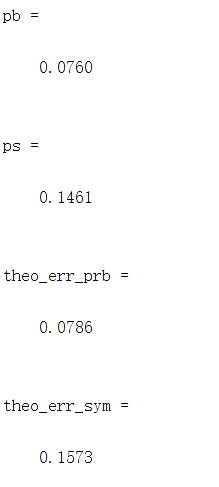 pb =
0.0760
ps =
0.1461
theo_err_prb =
0.0786
theo_err_sym =
0.1573